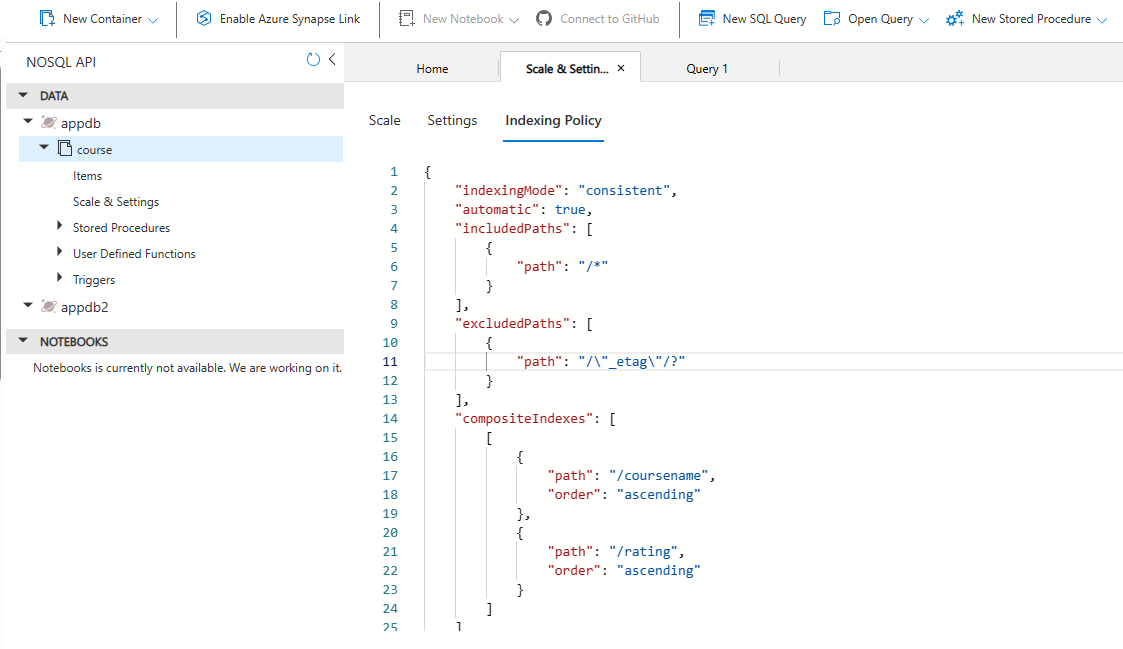 New Container
Enable Azure Synapse Link
New Notebook
Connect to GitHub
New SQL Query
Open Query
New Stored Procedure
NOSQL API
DATA
appdb
course
Items
Scale & Settings
Stored Procedures
User Defined Functions
Triggers
appdb2
NOTEBOOKS
Notebooks is currently not available. We are working on it.
Home
Scale & Settin...
Query 1
Scale
Settings
Indexing Policy
1 {
2 "indexingMode": "consistent",
3 "automatic": true,
4 "includedPaths": [
5 {
6 "path": "/*"
7 }
8 ],
9 "excludedPaths": [
10 {
11 "path": "/\"_etag\"/?"
12 }
13 ],
14 "compositeIndexes": [
15 [
16 {
17 "path": "/coursename",
18 "order": "ascending"
19 },
20 {
21 "path": "/rating",
22 "order": "ascending"
23 }
24 ]
25 ]